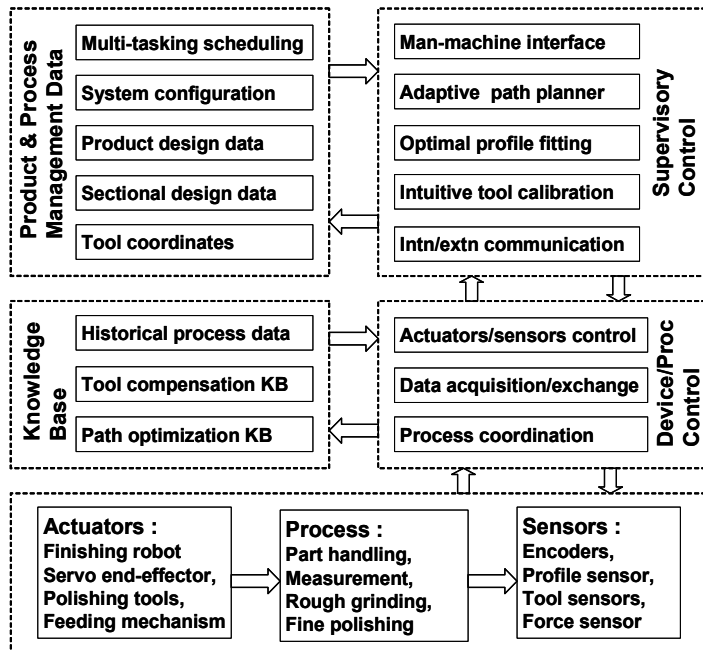 Product & Process
Management Data
Multi-tasking scheduling
System configuration
Product design data
Sectional design data
Tool coordinates
Man-machine interface
Adaptive path planner
Optimal profile fitting
Intuitive tool calibration
Intn/extn communication
Supervisory
Control
Knowledge
Base
Historical process data
Tool compensation KB
Path optimization KB
Actuators/sensors control
Data acquisition/exchange
Process coordination
Device/Proc
Control
Actuators :
Finishing robot
Servo end-effector,
Polishing tools,
Feeding mechanism
Process :
Part handling,
Measurement,
Rough grinding,
Fine polishing
Sensors :
Encoders,
Profile sensor,
Tool sensors,
Force sensor